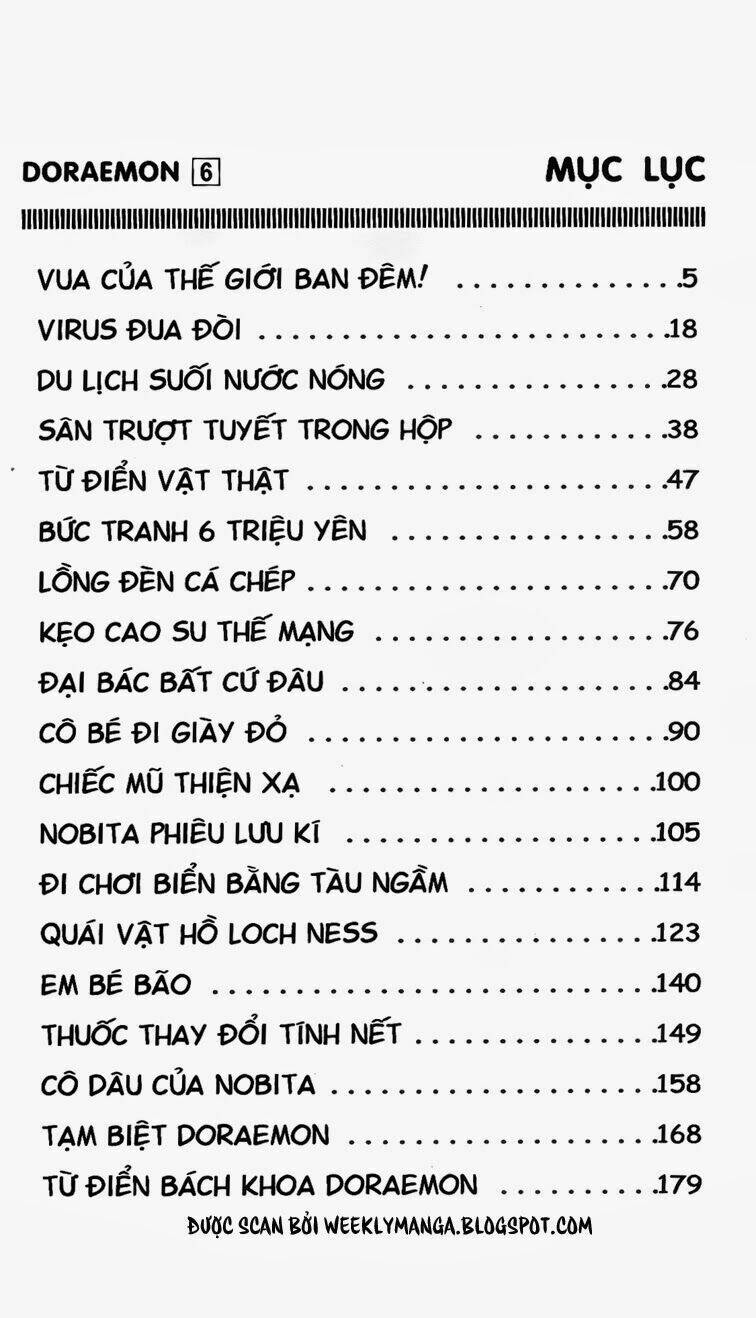 DORAEMON 6 MỤC LỤC
VUA CỦA THẾ GIỚI BAN ĐÊM! ..............5
VIRUS ĐUA ĐÒI ..........................18
DU LỊCH SUỐI NƯỚC NÓNG ................28
SÂN TRƯỢT TUYẾT TRONG HỘP ............38
TỪ ĐIỂN VẬT THẬT .......................47
BỨC TRANH 6 TRIỆU YÊN .................58
LỒNG ĐÈN CÁ CHÉP .......................70
KẸO CAO SU THẾ MẠNG ..................76
ĐẠI BÁC BẤT CỨ ĐÂU ....................84
CÔ BÉ ĐI GIÀY ĐỎ .......................90
CHIẾC MŨ THIỆN XẠ ....................100
NOBITA PHIÊU LƯU KÍ ...................105
ĐI CHƠI BIỂN BẰNG TÀU NGẦM ............114
QUÁI VẬT HỒ LOCH NESS ................123
EM BÉ BÃO ............................140
THUỐC THAY ĐỔI TÍNH NẾT ...............149
CÔ DÂU CỦA NOBITA ....................158
TẠM BIỆT DORAEMON ...................168
TỪ ĐIỂN BÁCH KHOA DORAEMON ..........179
ĐƯỢC SCAN BỞI WEEKLYMANGA.BLOGSPOT.COM